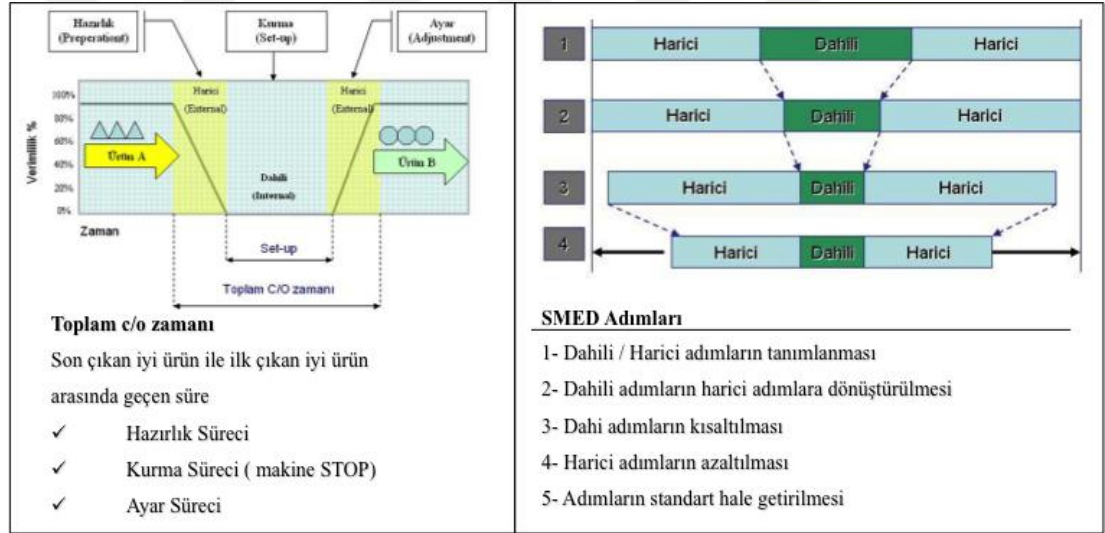 Hazırlık
(Preperationt)
Kurma
(Set-up)
Ayar
(Adjustment)
Verimlilik %
100%
80%
60%
40%
20%
0%
Harici
(External)
Harici
(External)
Ürün A
Ürün B
Dahili
(Internal)
Zaman
Set-up
Toplam C/O zamanı
Toplam c/o zamanı
Son çıkan iyi ürün ile ilk çıkan iyi ürün
arasında geçen süre
✓ Hazırlık Süreci
✓ Kurma Süreci ( makine STOP)
✓ Ayar Süreci
1 Harici Dahili Harici
2 Harici Dahili Harici
3 Harici Dahili Harici
4 Harici Dahili Harici
SMED Adımları
1- Dahili / Harici adımların tanımlanması
2- Dahili adımların harici adımlara dönüştürülmesi
3- Dahi adımların kısaltılması
4- Harici adımların azaltılması
5- Adımların standart hale getirilmesi